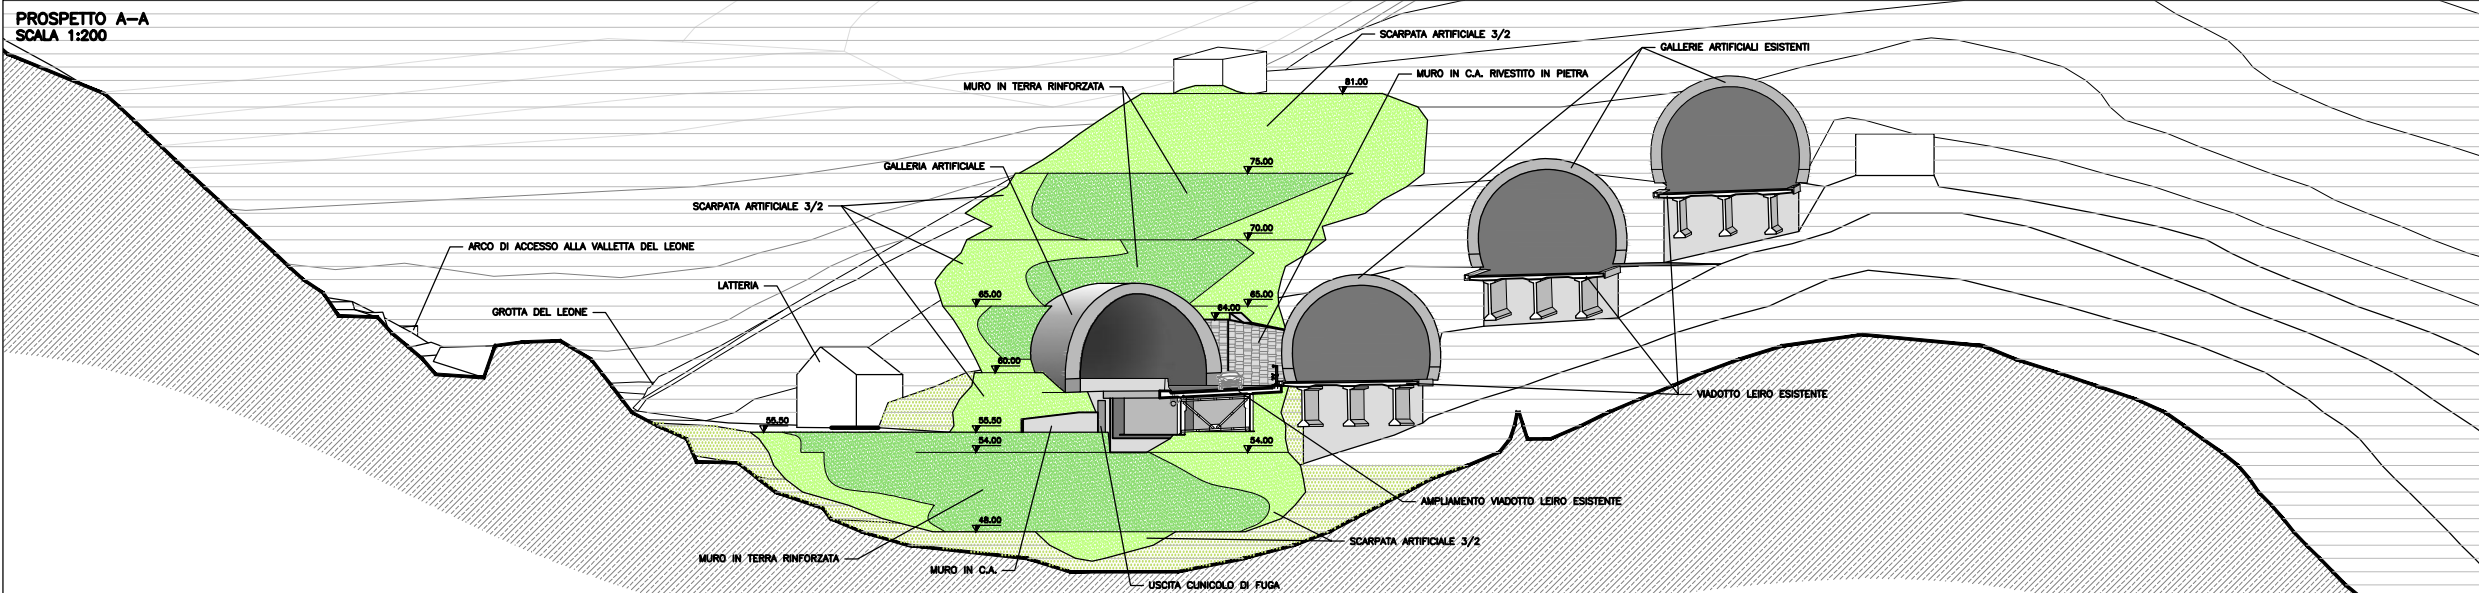 PROSPETTO A-A
SCALA 1:200
SCARPATA ARTIFICIALE 3/2
GALLERIE ARTIFICIALI ESISTENTI
MURO IN C.A. RIVESTITO IN PIETRA
MURO IN TERRA RINFORZATA
81.00
GALLERIA ARTIFICIALE
75.00
SCARPATA ARTIFICIALE 3/2
70.00
ARCO DI ACCESSO ALLA VALLETTA DEL LEONE
LATTERIA
65.00
65.00
GROTTA DEL LEONE
64.00
60.00
VIADOTTO LEIRO ESISTENTE
55.50
55.50
54.00
54.00
AMPLIAMENTO VIADOTTO LEIRO ESISTENTE
48.00
SCARPATA ARTIFICIALE 3/2
MURO IN TERRA RINFORZATA
MURO IN C.A.
USCITA CUNICOLO DI FUGA